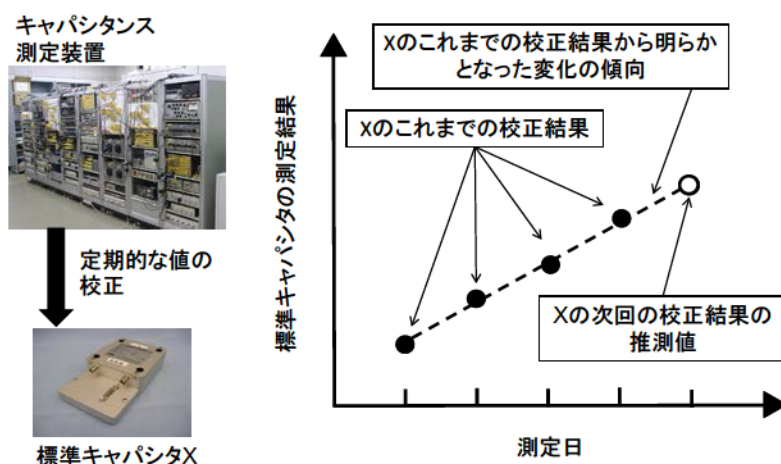 キャパシタンス
測定装置
定期的な値の
校正
標準キャパシタX
標準キャパシタの測定結果
Xのこれまでの校正結果から明らか
となった変化の傾向
Xのこれまでの校正結果
Xの次回の校正結果の
推測値
測定日